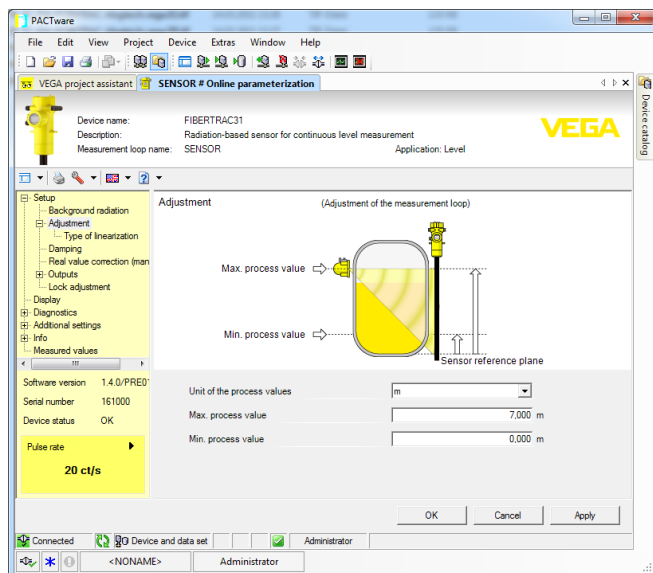 PACTware
File Edit View Project Device Extras Window Help
VEGA project assistant SENSOR # Online parameterization
Device catalog
Device name: FIBERTRAC31
Description: Radiation-based sensor for continuous level measurement
Measurement loop name: SENSOR Application: Level
VEGA
Setup
Background radiation
Adjustment
Type of linearization
Damping
Real value correction (man
Outputs
Lock adjustment
Display
Diagnostics
Additional settings
Info
Measured values
Software version 1.4.0/PRE0
Serial number 161000
Device status OK
Pulse rate
20 ct/s
Adjustment (Adjustment of the measurement loop)
Max. process value
Min. process value
Sensor reference plane
Unit of the process values m
Max. process value 7,000 m
Min. process value 0,000 m
OK Cancel Apply
Connected Device and data set Administrator
<NONAME> Administrator